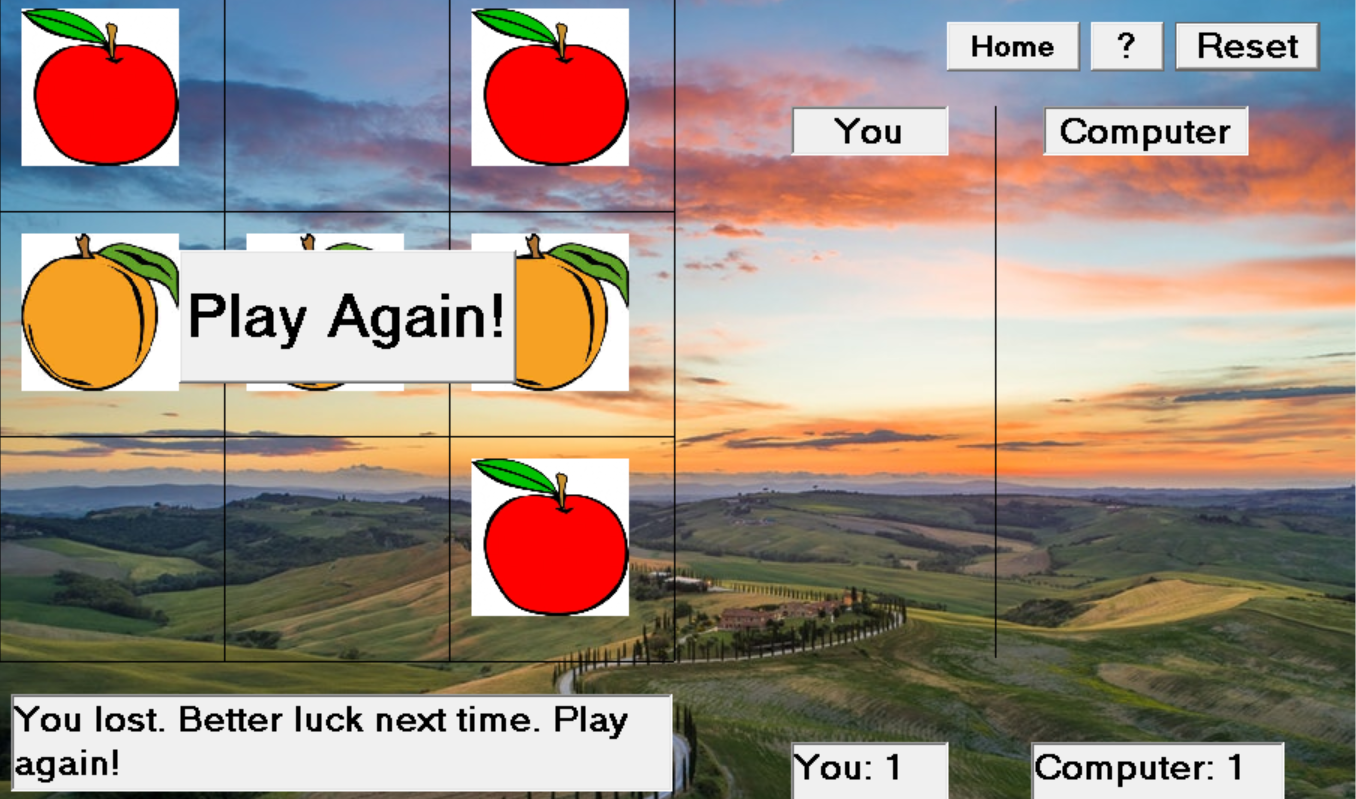 Home ? Reset
You Computer
Play Again!
You lost. Better luck next time. Play
again!
You: 1 Computer: 1